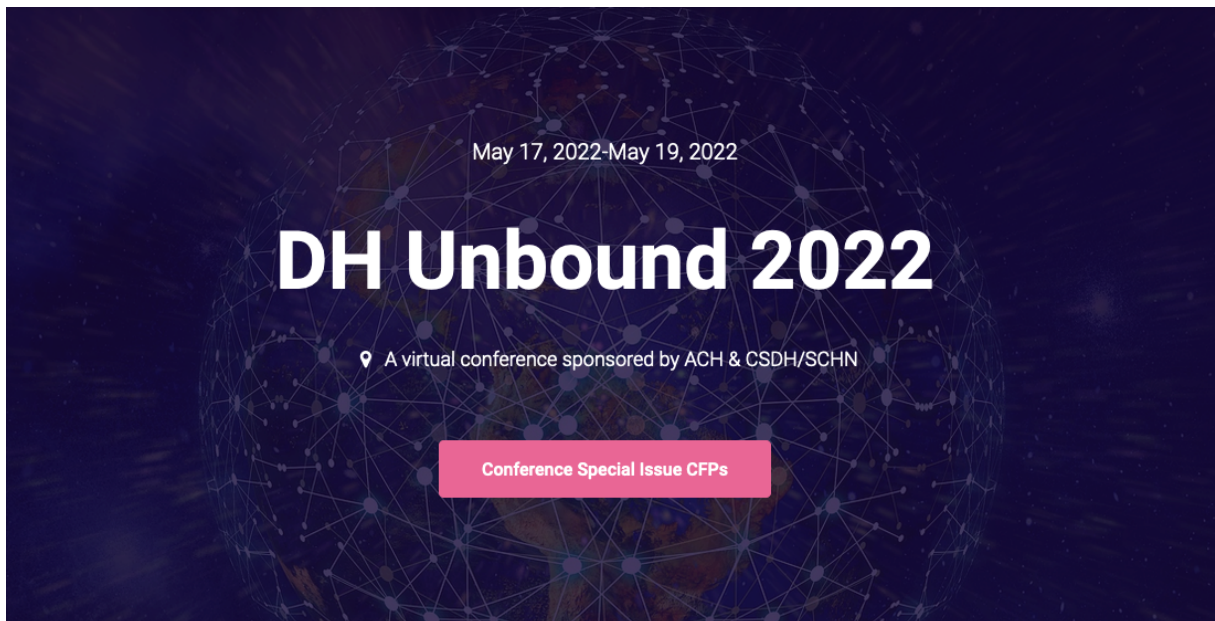 May 17, 2022-May 19, 2022
DH Unbound 2022
A virtual conference sponsored by ACH & CSDH/SCHN
Conference Special Issue CFPs